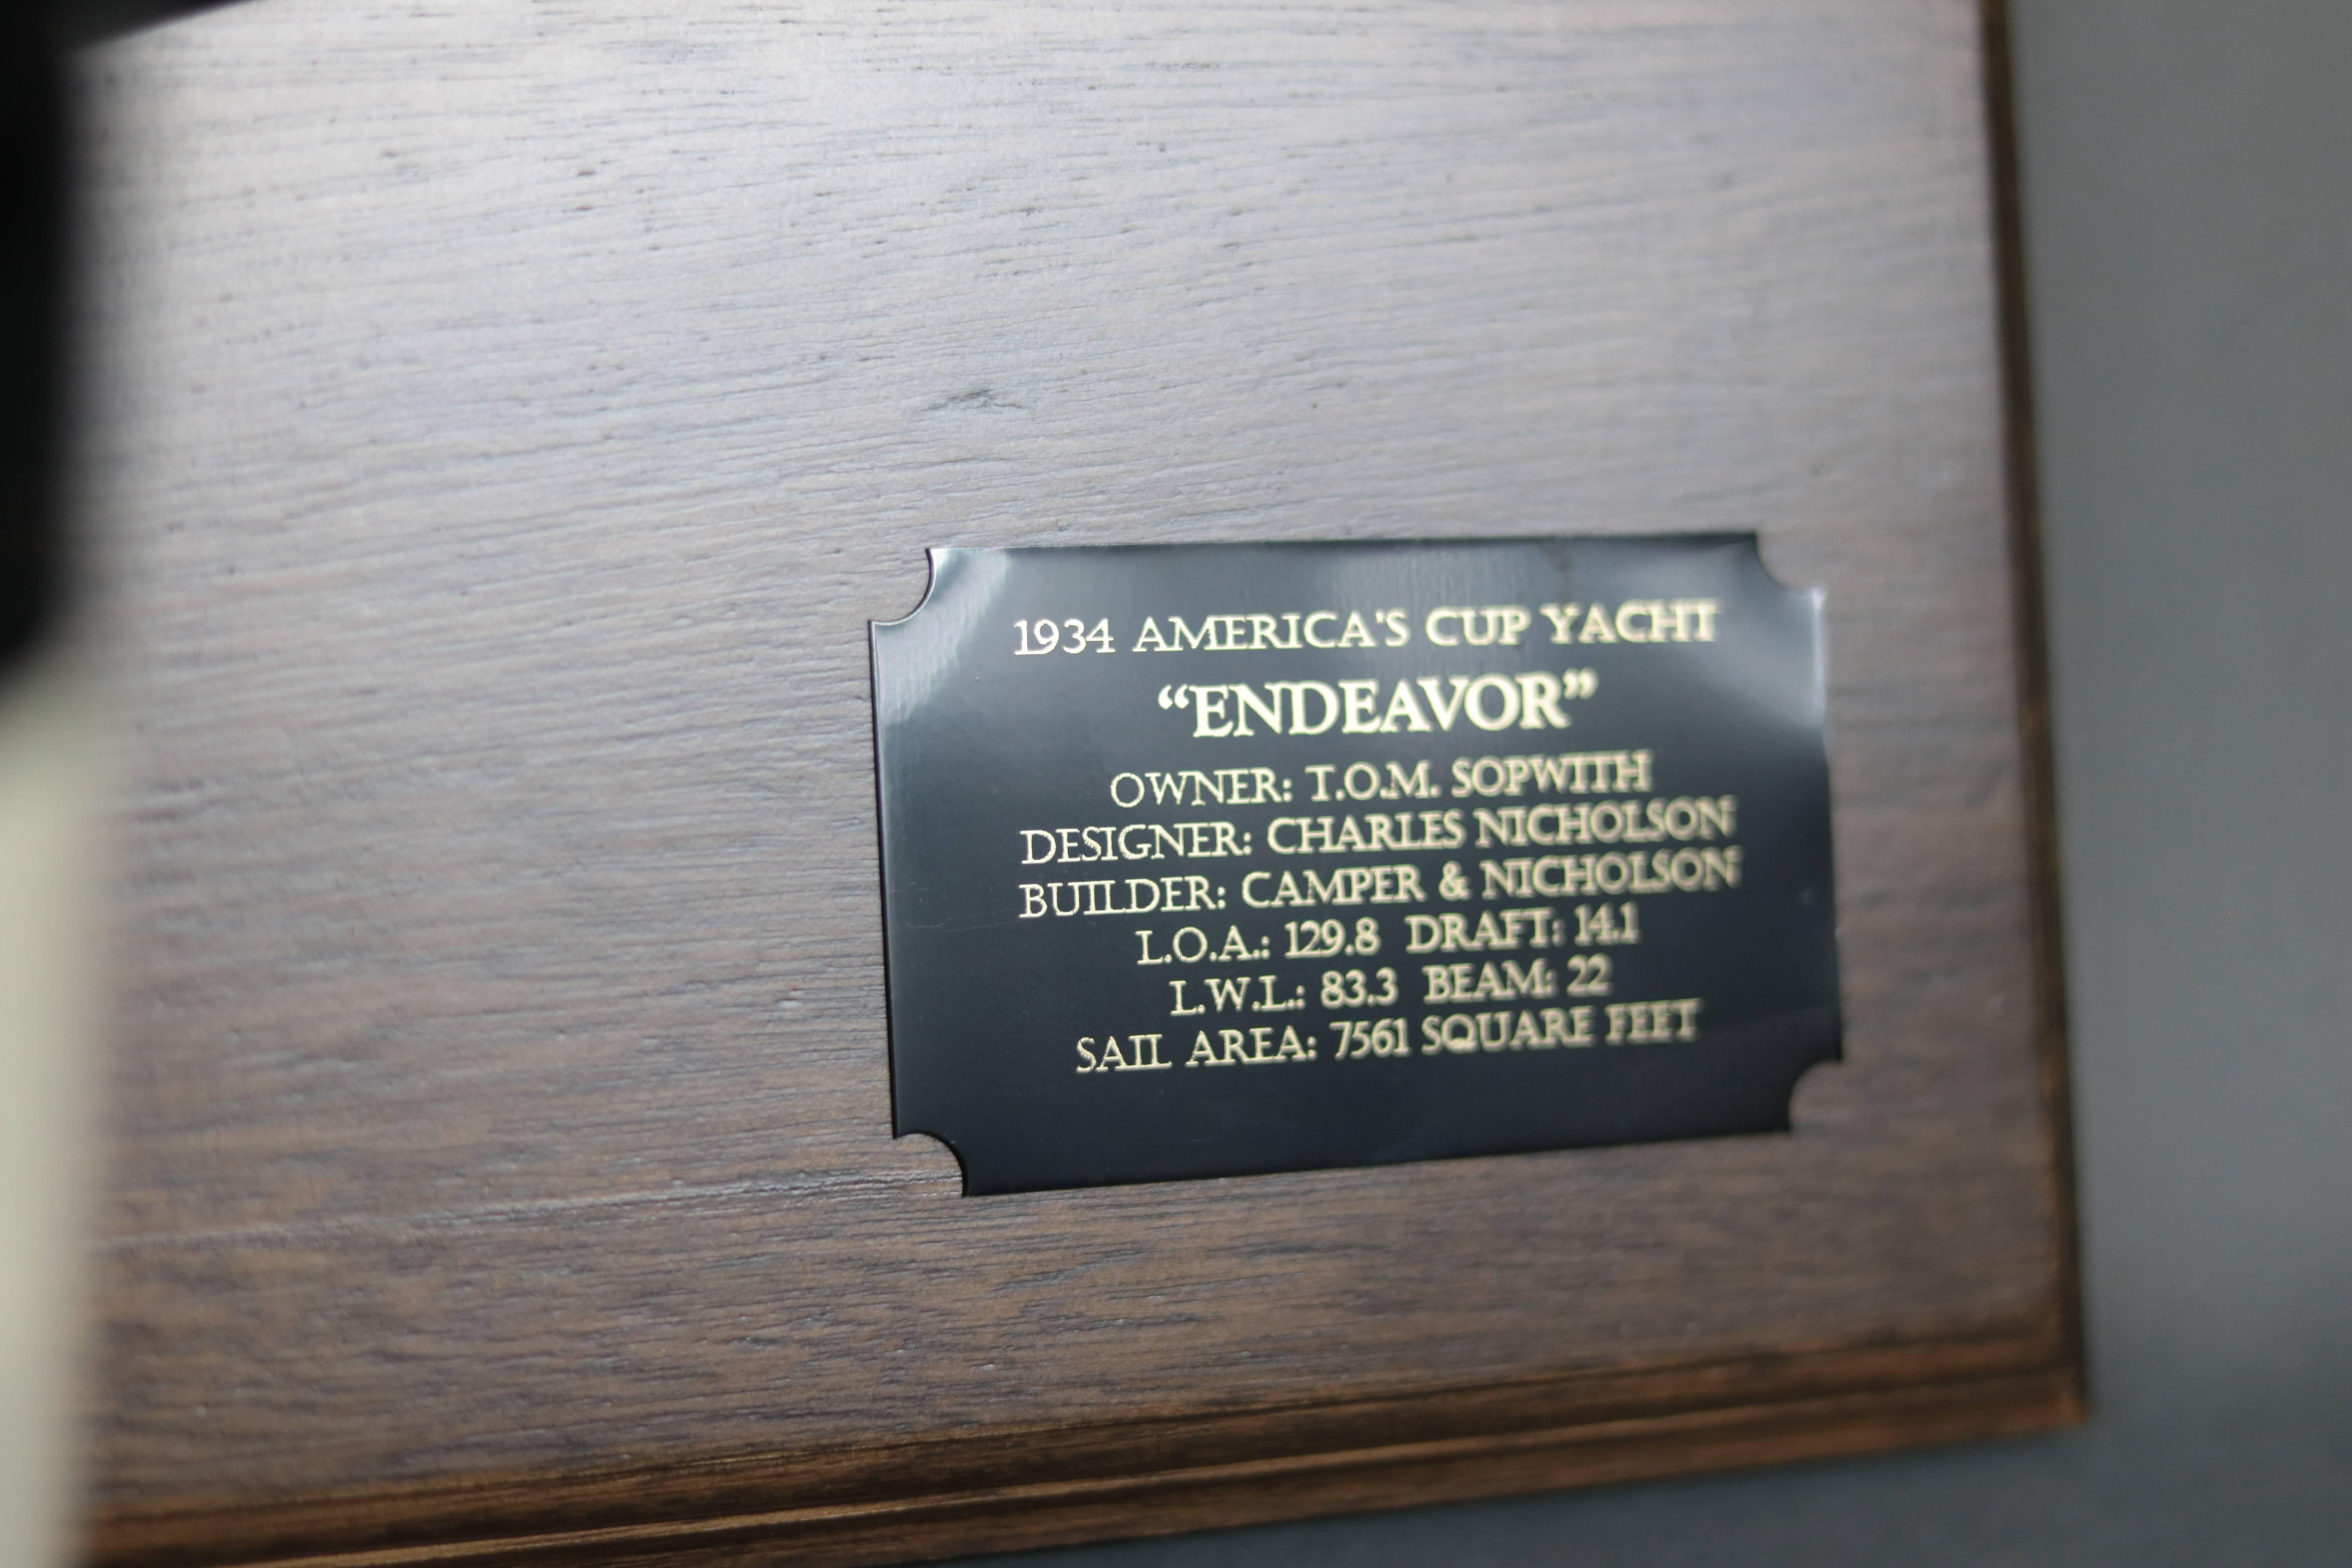 1934 AMERICA'S CUP YACHT
“ENDEAVOR”
OWNER: T.O.M. SOPWITH
DESIGNER: CHARLES NICHOLSON
BUILDER: CAMPER & NICHOLSON
L.O.A.: 129.8 DRAFT: 14.1
L.W.L.: 83.3 BEAM: 22
SAIL AREA: 7561 SQUARE FEET